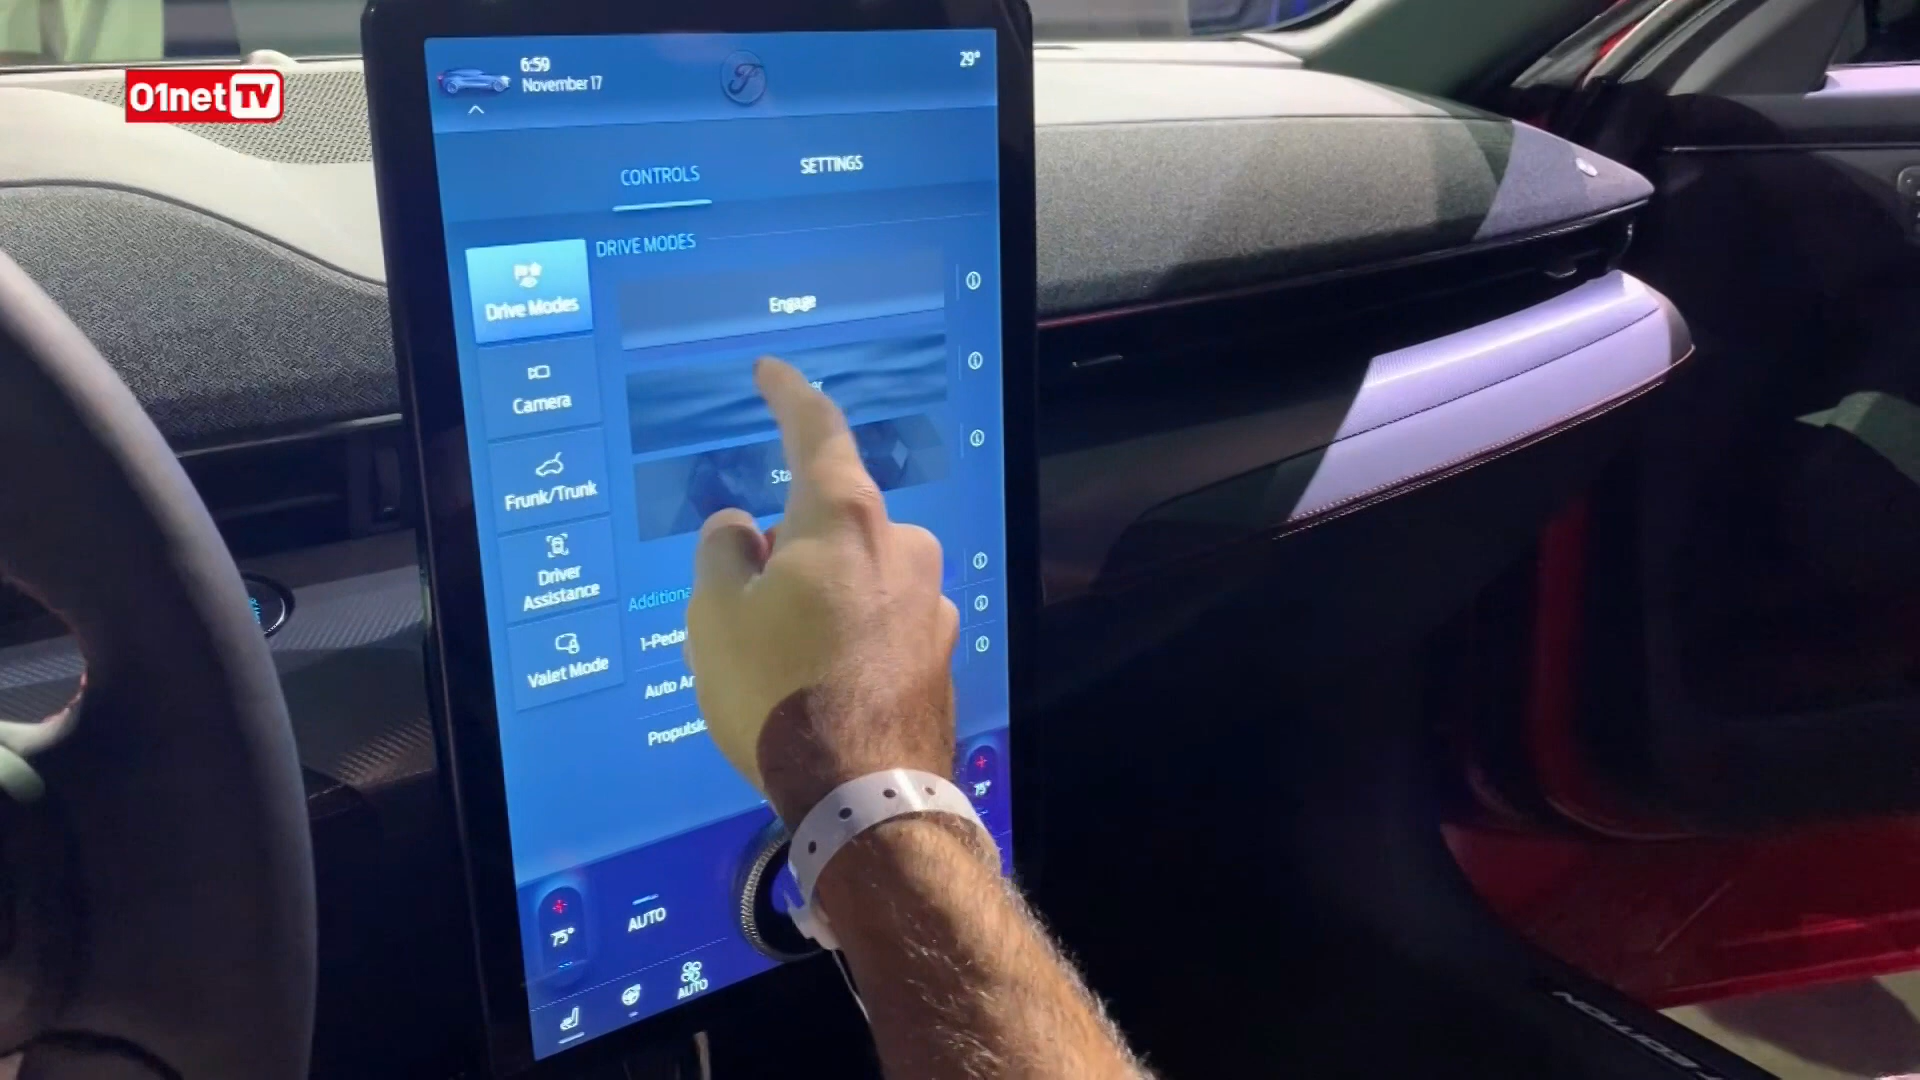 01net TV
6:59
November 17
29°
CONTROLS
SETTINGS
DRIVE MODES
Drive Modes
Engage
Camera
Frunk/Trunk
Driver
Assistance
Valet Mode
75°
75°
AUTO
AUTO